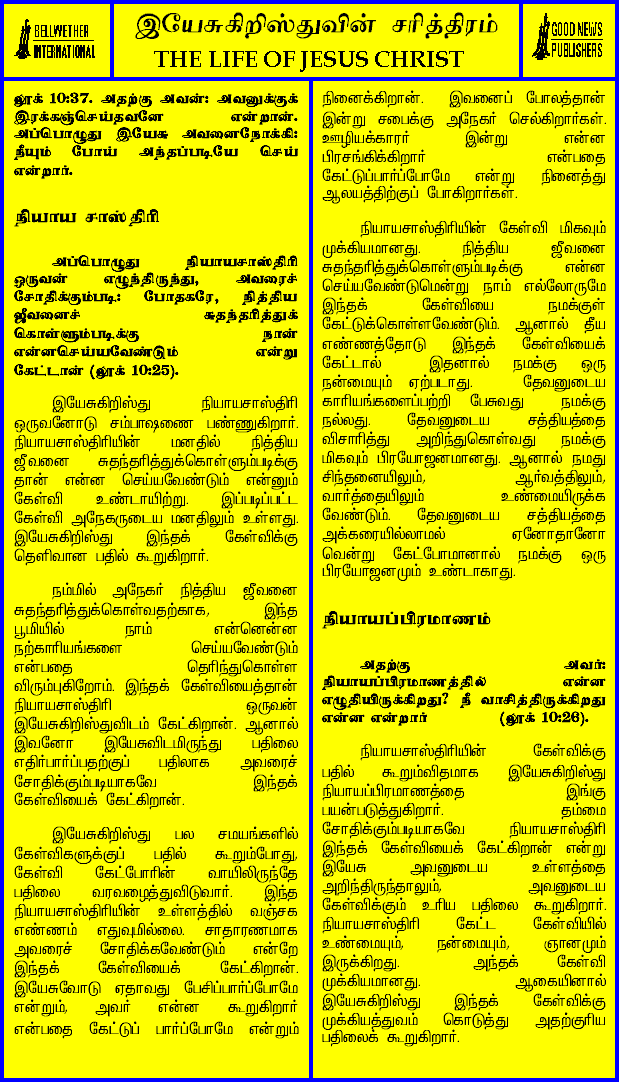 BELLWETHER
INTERNATIONAL
இயேசுகிறிஸ்துவின் சரித்திரம்
THE LIFE OF JESUS CHRIST
GOOD NEWS
PUBLISHERS
லூக் 10:37. அதற்கு அவன்: அவனுக்குக்
இரக்கஞ்செய்தவனே என்றான்.
அப்பொழுது இயேசு அவனைநோக்கி:
நீயும் போய் அந்தப்படியே செய்
என்றார்.
நியாய சாஸ்திரி
அப்பொழுது நியாயசாஸ்திரி
ஒருவன் எழுந்திருந்து, அவரைச்
சோதிக்கும்படி: போதகரே, நித்திய
ஜீவனைச் சுதந்தரித்துக்
கொள்ளும்படிக்கு நான்
என்னசெய்யவேண்டும் என்று
கேட்டான் (லூக் 10:25).
இயேசுகிறிஸ்து நியாயசாஸ்திரி
ஒருவனோடு சம்பாஷணை பண்ணுகிறார்.
நியாயசாஸ்திரியின் மனதில் நித்திய
ஜீவனை சுதந்தரித்துக்கொள்ளும்படிக்கு
தான் என்ன செய்யவேண்டும் என்னும்
கேள்வி உண்டாயிற்று. இப்படிப்பட்ட
கேள்வி அநேகருடைய மனதிலும் உள்ளது.
இயேசுகிறிஸ்து இந்தக் கேள்விக்கு
தெளிவான பதில் கூறுகிறார்.
நம்மில் அநேகர் நித்திய ஜீவனை
சுதந்தரித்துக்கொள்வதற்காக, இந்த
பூமியில் நாம் என்னென்ன
நற்காரியங்களை செய்யவேண்டும்
என்பதை தெரிந்துகொள்ள
விரும்புகிறோம். இந்தக் கேள்வியைத்தான்
நியாயசாஸ்திரி ஒருவன்
இயேசுகிறிஸ்துவிடம் கேட்கிறான். ஆனால்
இவனோ இயேசுவிடமிருந்து பதிலை
எதிர்பார்ப்பதற்குப் பதிலாக அவரைச்
சோதிக்கும்படியாகவே இந்தக்
கேள்வியைக் கேட்கிறான்.
இயேசுகிறிஸ்து பல சமயங்களில்
கேள்விகளுக்குப் பதில் கூறும்போது,
கேள்வி கேட்போரின் வாயிலிருந்தே
பதிலை வரவழைத்துவிடுவார். இந்த
நியாயசாஸ்திரியின் உள்ளத்தில் வஞ்சக
எண்ணம் எதுவுமில்லை. சாதாரணமாக
அவரைச் சோதிக்கவேண்டும் என்றே
இந்தக் கேள்வியைக் கேட்கிறான்.
இயேசுவோடு ஏதாவது பேசிப்பார்ப்போமே
என்றும், அவர் என்ன கூறுகிறார்
என்பதை கேட்டுப் பார்ப்போமே என்றும்
நினைக்கிறான். இவனைப் போலத்தான்
இன்று சபைக்கு அநேகர் செல்கிறார்கள்.
ஊழியக்காரர் இன்று என்ன
பிரசங்கிக்கிறார் என்பதை
கேட்டுப்பார்ப்போமே என்று நினைத்து
ஆலயத்திற்குப் போகிறார்கள்.
நியாயசாஸ்திரியின் கேள்வி மிகவும்
முக்கியமானது. நித்திய ஜீவனை
சுதந்தரித்துக்கொள்ளும்படிக்கு என்ன
செய்யவேண்டுமென்று நாம் எல்லோருமே
இந்தக் கேள்வியை நமக்குள்
கேட்டுக்கொள்ளவேண்டும். ஆனால் தீய
எண்ணத்தோடு இந்தக் கேள்வியைக்
கேட்டால் இதனால் நமக்கு ஒரு
நன்மையும் ஏற்படாது. தேவனுடைய
காரியங்களைப்பற்றி பேசுவது நமக்கு
நல்லது. தேவனுடைய சத்தியத்தை
விசாரித்து அறிந்துகொள்வது நமக்கு
மிகவும் பிரயோஜனமானது. ஆனால் நமது
சிந்தனையிலும், ஆர்வத்திலும்,
வார்த்தையிலும் உண்மையிருக்க
வேண்டும். தேவனுடைய சத்தியத்தை
அக்கரையில்லாமல் ஏனோதானோ
வென்று கேட்போமானால் நமக்கு ஒரு
பிரயோஜனமும் உண்டாகாது.
நியாயப்பிரமாணம்
அதற்கு அவர்:
நியாயப்பிரமாணத்தில் என்ன
எழுதியிருக்கிறது? நீ வாசித்திருக்கிறது
என்ன என்றார் (லூக் 10:26).
நியாயசாஸ்திரியின் கேள்விக்கு
பதில் கூறும்விதமாக இயேசுகிறிஸ்து
நியாயப்பிரமாணத்தை இங்கு
பயன்படுத்துகிறார். தம்மை
சோதிக்கும்படியாகவே நியாயசாஸ்திரி
இந்தக் கேள்வியைக் கேட்கிறான் என்று
இயேசு அவனுடைய உள்ளத்தை
அறிந்திருந்தாலும், அவனுடைய
கேள்விக்கும் உரிய பதிலை கூறுகிறார்.
நியாயசாஸ்திரி கேட்ட கேள்வியில்
உண்மையும், நன்மையும், ஞானமும்
இருக்கிறது. அந்தக் கேள்வி
முக்கியமானது. ஆகையினால்
இயேசுகிறிஸ்து இந்தக் கேள்விக்கு
முக்கியத்துவம் கொடுத்து அதற்குரிய
பதிலைக் கூறுகிறார்.